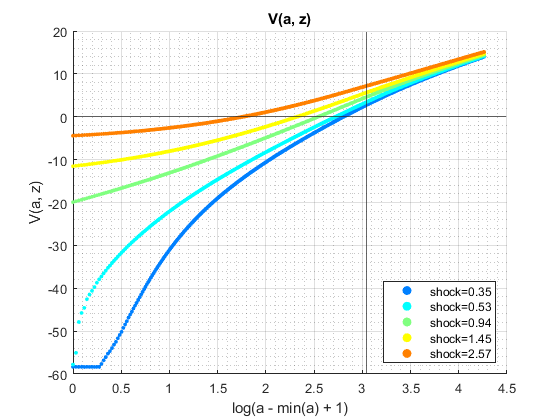 V(a, z)
20
10
0
-10
-20
-30
-40
-50
-60
V(a, z)
0 0.5 1 1.5 2 2.5 3 3.5 4 4.5
log(a - min(a) + 1)
shock=0.35
shock=0.53
shock=0.94
shock=1.45
shock=2.57